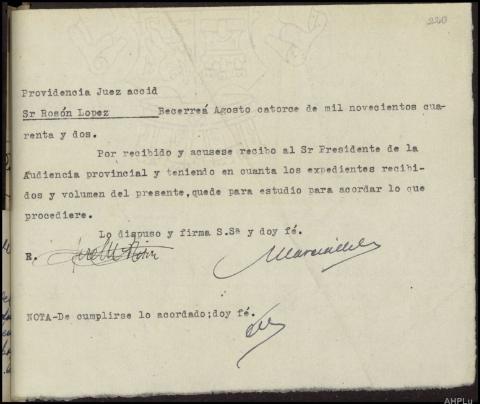 220
Providencia Juez accid
Sr Rosón Lopez Becerreá Agosto catorce de mil novecientos cua-
renta y dos.
Por recibido y acusese recibo al Sr Presidente de la
Audiencia provincial y teniendo en cuanta los expedientes recibi-
dos y volumen del presente,quede para estudio para acordar lo que
procediere.
Lo dispuso y firma S.Sª y doy fé.
E.
NOTA-De cumplirse lo acordado;doy fé.
AHPLu